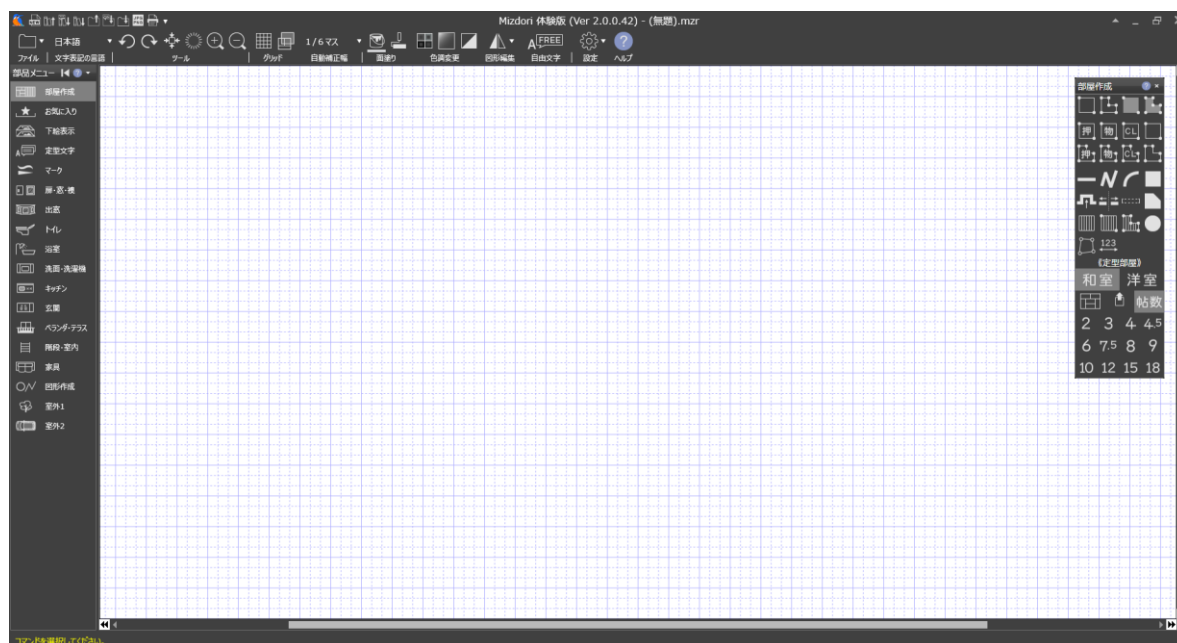 Mizdori 体験版 (Ver 2.0.0.42) - (無題).mzr
日本語
1/6マス
FREE
ファイル 文字表記の言語 ツール グリッド 自動補正幅 面塗り 色調変更 図形編集 自由文字 設定 ヘルプ
部品メニュー
部屋作成
お気に入り
下絵表示
定型文字
マーク
扉・窓・襖
出窓
トイレ
浴室
洗面・洗濯機
キッチン
玄関
ベランダ・テラス
階段・室内
家具
図形作成
室外1
室外2
部屋作成
押 物 CL
押 物 CL
123
《定型部屋》
和室 洋室
帖数
2 3 4 4.5
6 7.5 8 9
10 12 15 18
コマンドを選択してください。